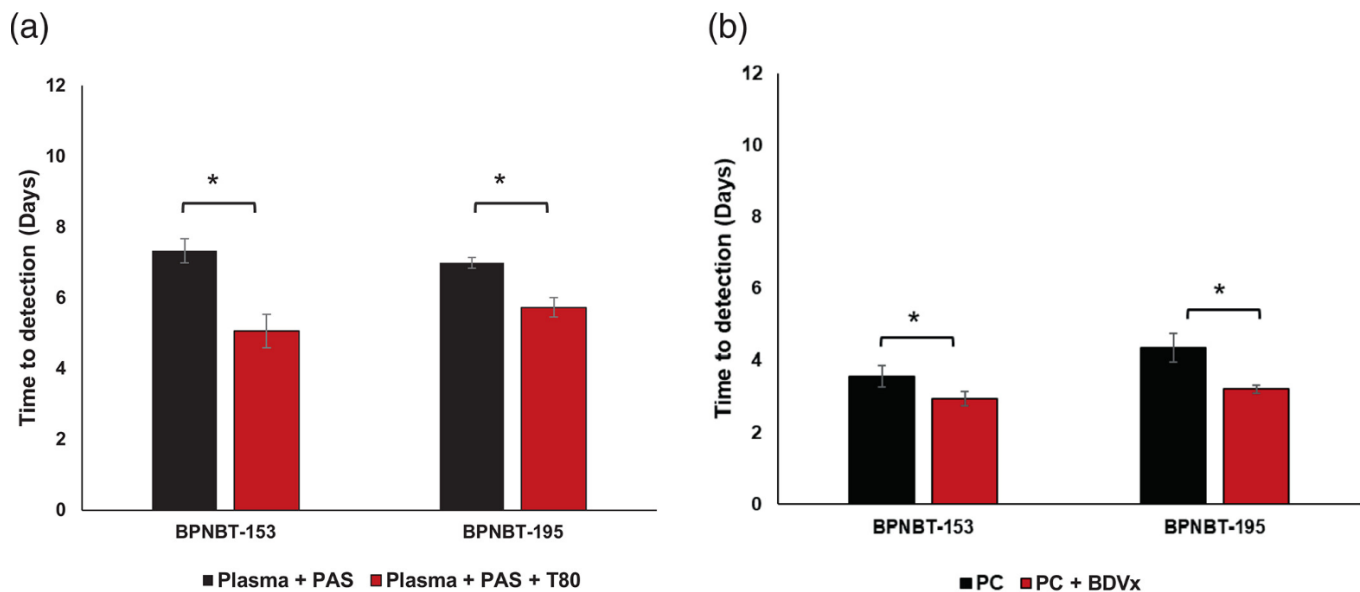 (a)
Time to detection (Days)
12
10
8
6
4
2
0
*
*
BPNBT-153
BPNBT-195
Plasma + PAS
Plasma + PAS + T80
(b)
Time to detection (Days)
12
10
8
6
4
2
0
*
*
BPNBT-153
BPNBT-195
PC
PC + BDVx